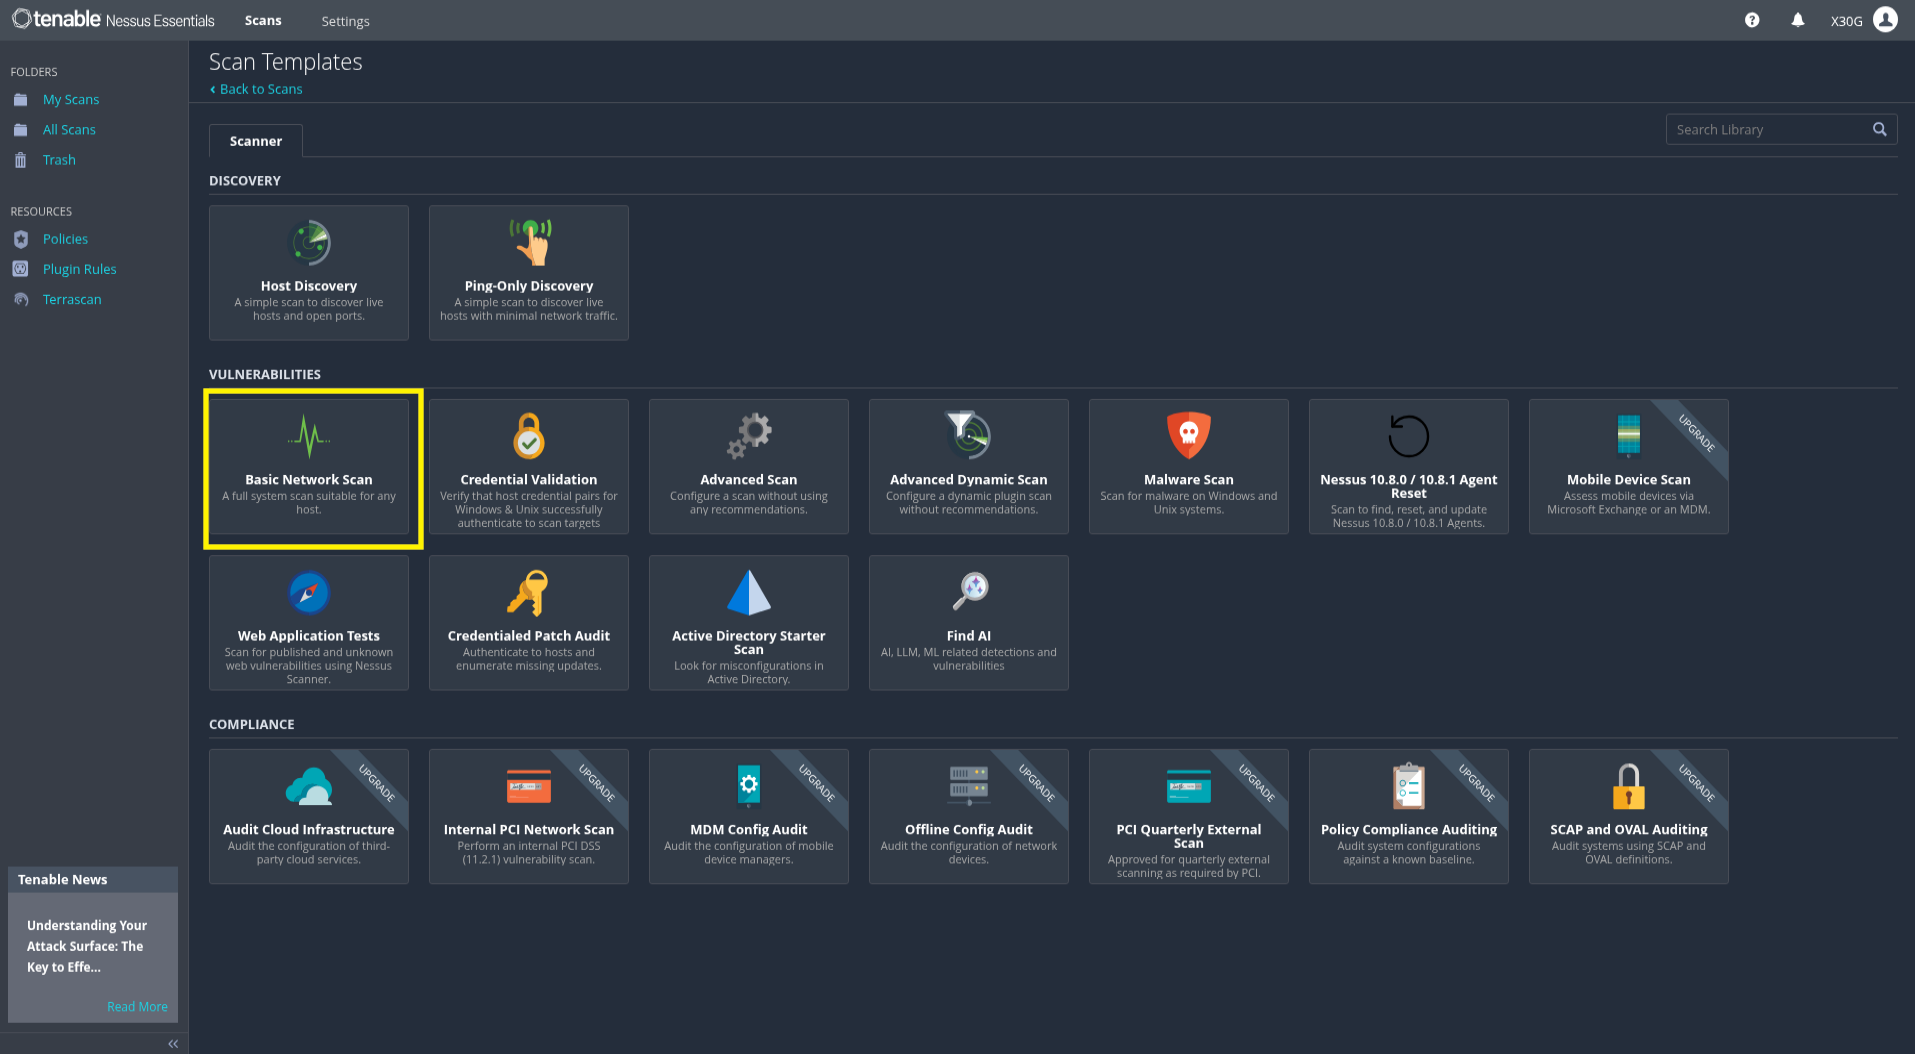 tenable Nessus Essentials
Scans
Settings
X30G
FOLDERS
My Scans
All Scans
Trash
RESOURCES
Policies
Plugin Rules
Terrascan
Tenable News
Understanding Your
Attack Surface: The
Key to Effe...
Read More
Scan Templates
Back to Scans
Scanner
Search Library
DISCOVERY
Host Discovery
A simple scan to discover live
hosts and open ports.
Ping-Only Discovery
A simple scan to discover live
hosts with minimal network traffic.
VULNERABILITIES
Basic Network Scan
A full system scan suitable for any
host.
Credential Validation
Verify that host credential pairs for
Windows & Unix successfully
authenticate to scan targets
Advanced Scan
Configure a scan without using
any recommendations.
Advanced Dynamic Scan
Configure a dynamic plugin scan
without recommendations.
Malware Scan
Scan for malware on Windows and
Unix systems.
Nessus 10.8.0 / 10.8.1 Agent
Reset
Scan to find, reset, and update
Nessus 10.8.0 / 10.8.1 Agents.
UPGRADE
Mobile Device Scan
Assess mobile devices via
Microsoft Exchange or an MDM.
Web Application Tests
Scan for published and unknown
web vulnerabilities using Nessus
Scanner.
Credentialed Patch Audit
Authenticate to hosts and
enumerate missing updates.
Active Directory Starter
Scan
Look for misconfigurations in
Active Directory.
Find AI
AI, LLM, ML related detections and
vulnerabilities
COMPLIANCE
UPGRADE
Audit Cloud Infrastructure
Audit the configuration of third-
party cloud services.
UPGRADE
Internal PCI Network Scan
Perform an internal PCI DSS
(11.2.1) vulnerability scan.
UPGRADE
MDM Config Audit
Audit the configuration of mobile
device managers.
UPGRADE
Offline Config Audit
Audit the configuration of network
devices.
UPGRADE
PCI Quarterly External
Scan
Approved for quarterly external
scanning as required by PCI.
UPGRADE
Policy Compliance Auditing
Audit system configurations
against a known baseline.
UPGRADE
SCAP and OVAL Auditing
Audit systems using SCAP and
OVAL definitions.